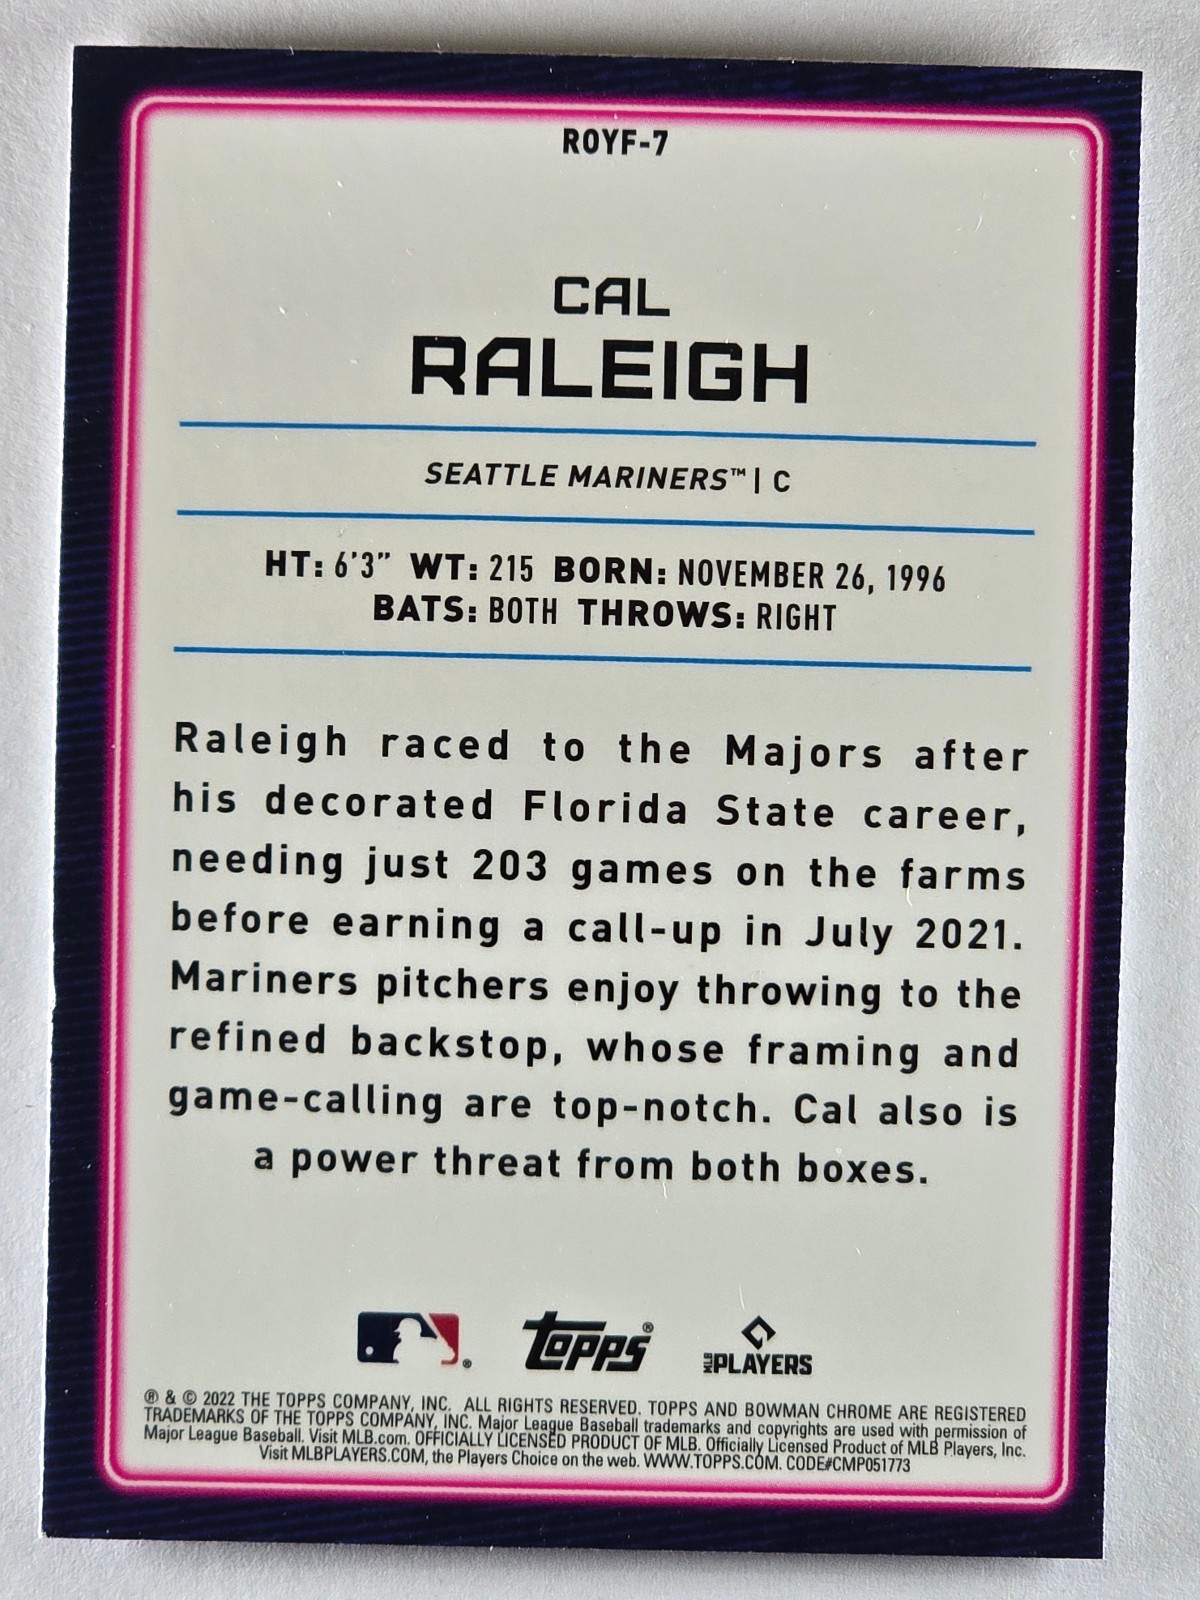 ROYF-7
CAL
RALEIGH
SEATTLE MARINERS™ | C
HT: 6'3" WT: 215 BORN: NOVEMBER 26, 1996
BATS: BOTH THROWS: RIGHT
Raleigh raced to the Majors after
his decorated Florida State career,
needing just 203 games on the farms
before earning a call-up in July 2021.
Mariners pitchers enjoy throwing to the
refined backstop, whose framing and
game-calling are top-notch. Cal also is
a power threat from both boxes.
® topps® MLB PLAYERS
® & © 2022 THE TOPPS COMPANY, INC. ALL RIGHTS RESERVED. TOPPS AND BOWMAN CHROME ARE REGISTERED
TRADEMARKS OF THE TOPPS COMPANY, INC. Major League Baseball trademarks and copyrights are used with permission of
Major League Baseball. Visit MLB.com. OFFICIALLY LICENSED PRODUCT OF MLB. Officially Licensed Product of MLB Players, Inc.
Visit MLBPLAYERS.COM, the Players Choice on the web. WWW.TOPPS.COM. CODE#CMP051773